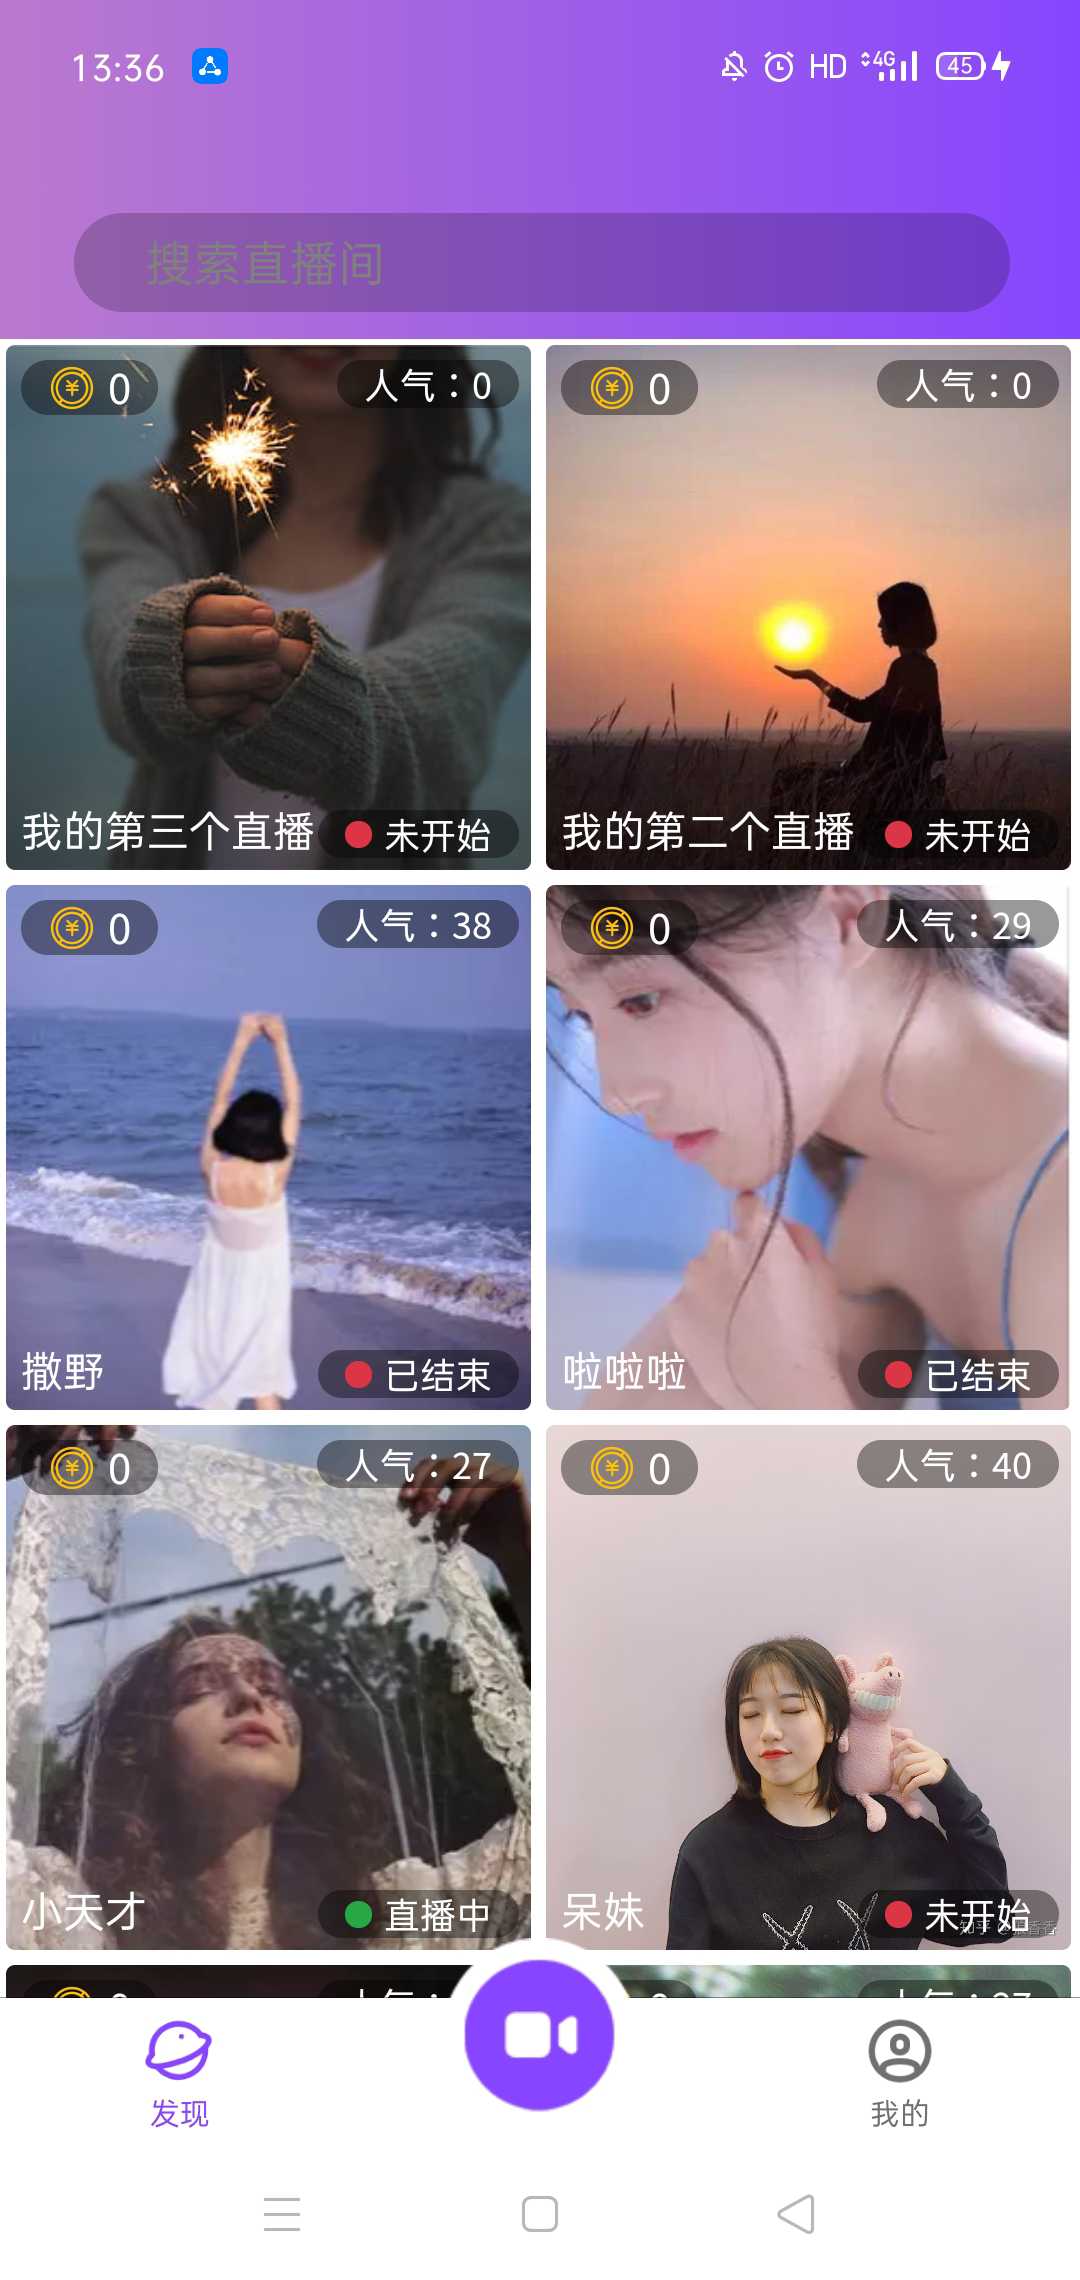 13:36
HD 4G 45
搜索直播间
0 人气：0
我的第三个直播 未开始
0 人气：0
我的第二个直播 未开始
0 人气：38
撒野 已结束
0 人气：29
啦啦啦 已结束
0 人气：27
小天才 直播中
0 人气：40
呆妹 未开始
发现
我的